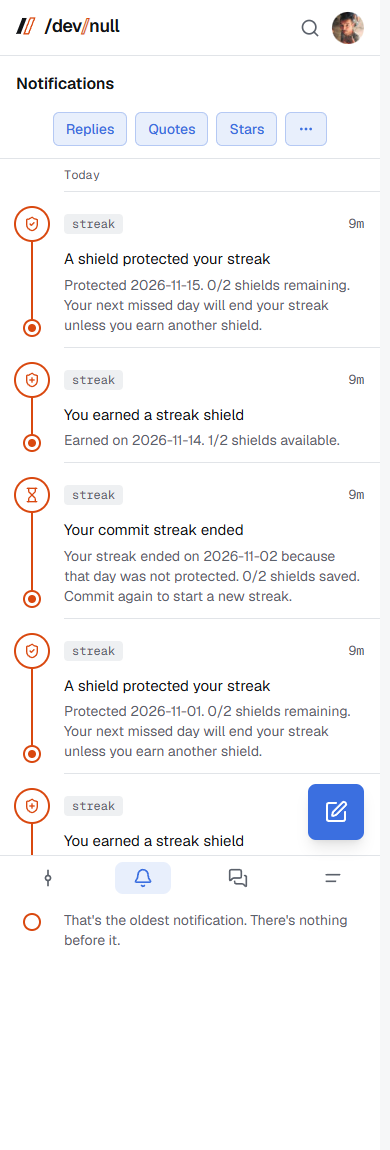 /dev/null
Notifications
Replies
Quotes
Stars
Today
streak
9m
A shield protected your streak
Protected 2026-11-15. 0/2 shields remaining.
Your next missed day will end your streak
unless you earn another shield.
streak
9m
You earned a streak shield
Earned on 2026-11-14. 1/2 shields available.
streak
9m
Your commit streak ended
Your streak ended on 2026-11-02 because
that day was not protected. 0/2 shields saved.
Commit again to start a new streak.
streak
9m
A shield protected your streak
Protected 2026-11-01. 0/2 shields remaining.
Your next missed day will end your streak
unless you earn another shield.
streak
You earned a streak shield
That's the oldest notification. There's nothing
before it.